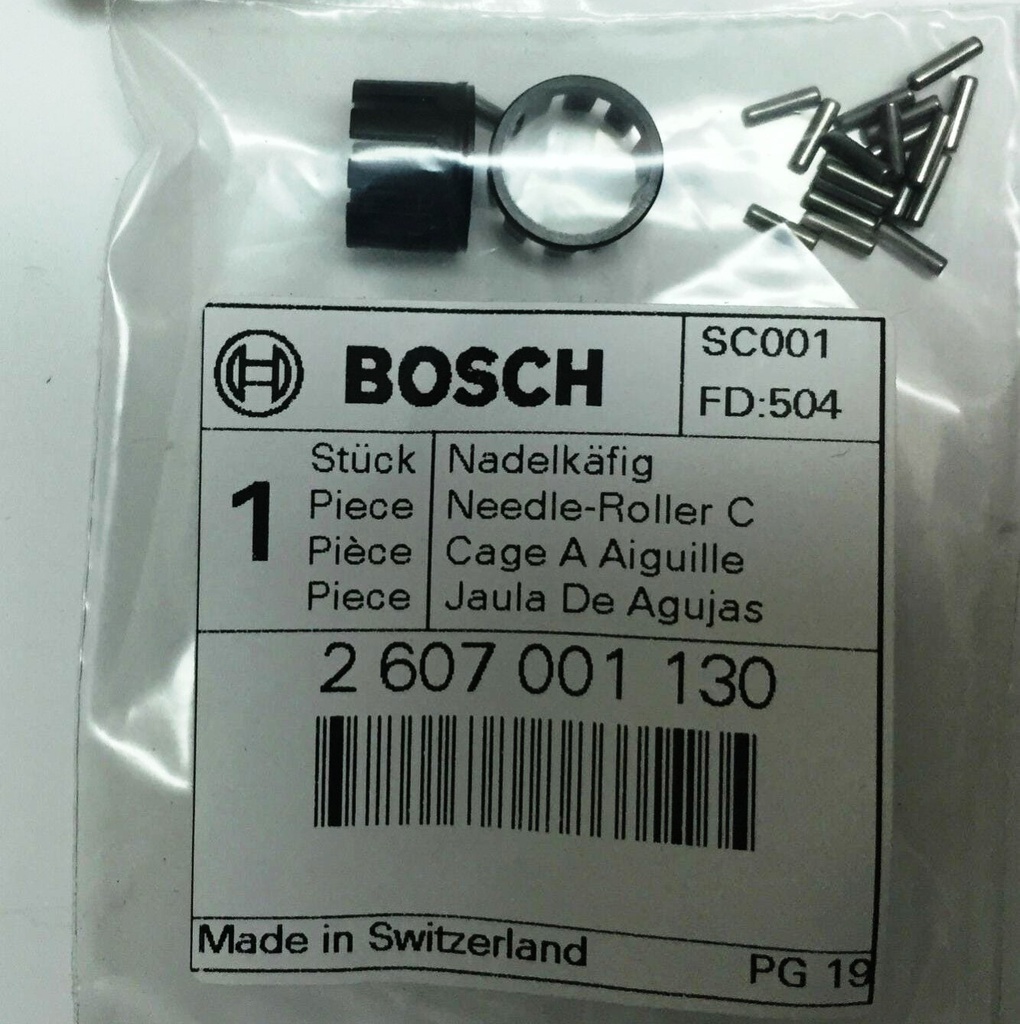 BOSCH
SC001
FD:504
1
Stück Nadelkäfig
Piece Needle-Roller C
Pièce Cage A Aiguille
Piece Jaula De Agujas
2 607 001 130
Made in Switzerland
PG 19